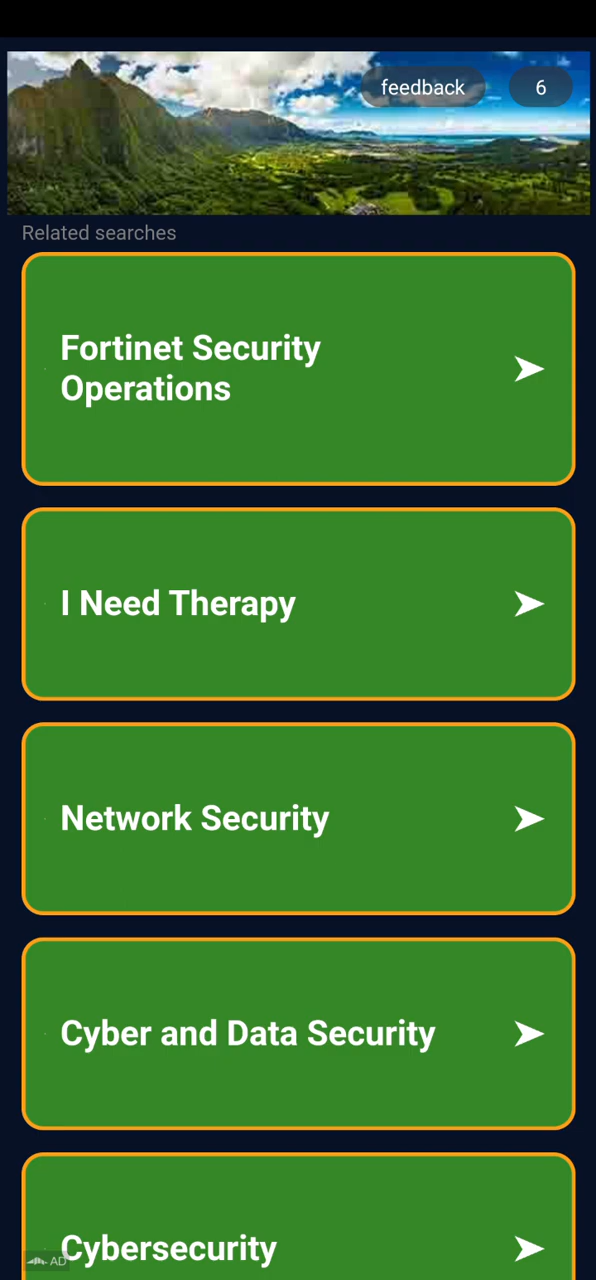 feedback
6
Related searches
Fortinet Security
Operations
I Need Therapy
Network Security
Cyber and Data Security
Cybersecurity
AD